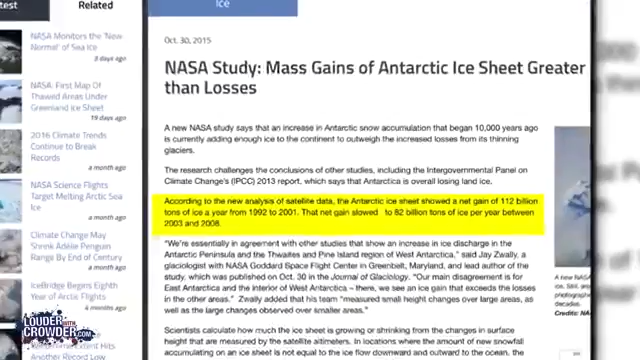 test
Related
Ice
NASA Monitors the 'New
Normal' of Sea Ice
3 days ago
NASA: First Map Of
Thawed Areas Under
Greenland Ice Sheet
19 days ago
2016 Climate Trends
Continue to Break
Records
a month ago
NASA Science Flights
Target Melting Arctic Sea
Ice
a month ago
Climate Change May
Shrink Adélie Penguin
Range By End of Century
a month ago
IceBridge Begins Eighth
Year of Arctic Flights
4 months ago
Extent Hits
Another Record Low
LOUDER WITH
CROWDER.COM
Oct. 30, 2015
NASA Study: Mass Gains of Antarctic Ice Sheet Greater
than Losses
A new NASA study says that an increase in Antarctic snow accumulation that began 10,000 years ago
is currently adding enough ice to the continent to outweigh the increased losses from its thinning
glaciers.
The research challenges the conclusions of other studies, including the Intergovernmental Panel on
Climate Change's (IPCC) 2013 report, which says that Antarctica is overall losing land ice.
According to the new analysis of satellite data, the Antarctic ice sheet showed a net gain of 112 billion
tons of ice a year from 1992 to 2001. That net gain slowed to 82 billion tons of ice per year between
2003 and 2008.
"We're essentially in agreement with other studies that show an increase in ice discharge in the
Antarctic Peninsula and the Thwaites and Pine Island region of West Antarctica," said Jay Zwally, a
glaciologist with NASA Goddard Space Flight Center in Greenbelt, Maryland, and lead author of the
study, which was published on Oct. 30 in the Journal of Glaciology. "Our main disagreement is for
East Antarctica and the interior of West Antarctica – there, we see an ice gain that exceeds the losses
in the other areas." Zwally added that his team "measured small height changes over large areas, as
well as the large changes observed over smaller areas."
Scientists calculate how much the ice sheet is growing or shrinking from the changes in surface
height that are measured by the satellite altimeters. In locations where the amount of new snowfall
accumulating on an ice sheet is not equal to the ice flow downward and outward to the ocean, the
A new NASA
Credits: NA